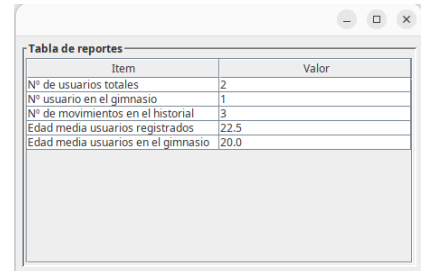 Tabla de reportes
Item Valor
Nº de usuarios totales 2
Nº usuario en el gimnasio 1
Nº de movimientos en el historial 3
Edad media usuarios registrados 22.5
Edad media usuarios en el gimnasio 20.0